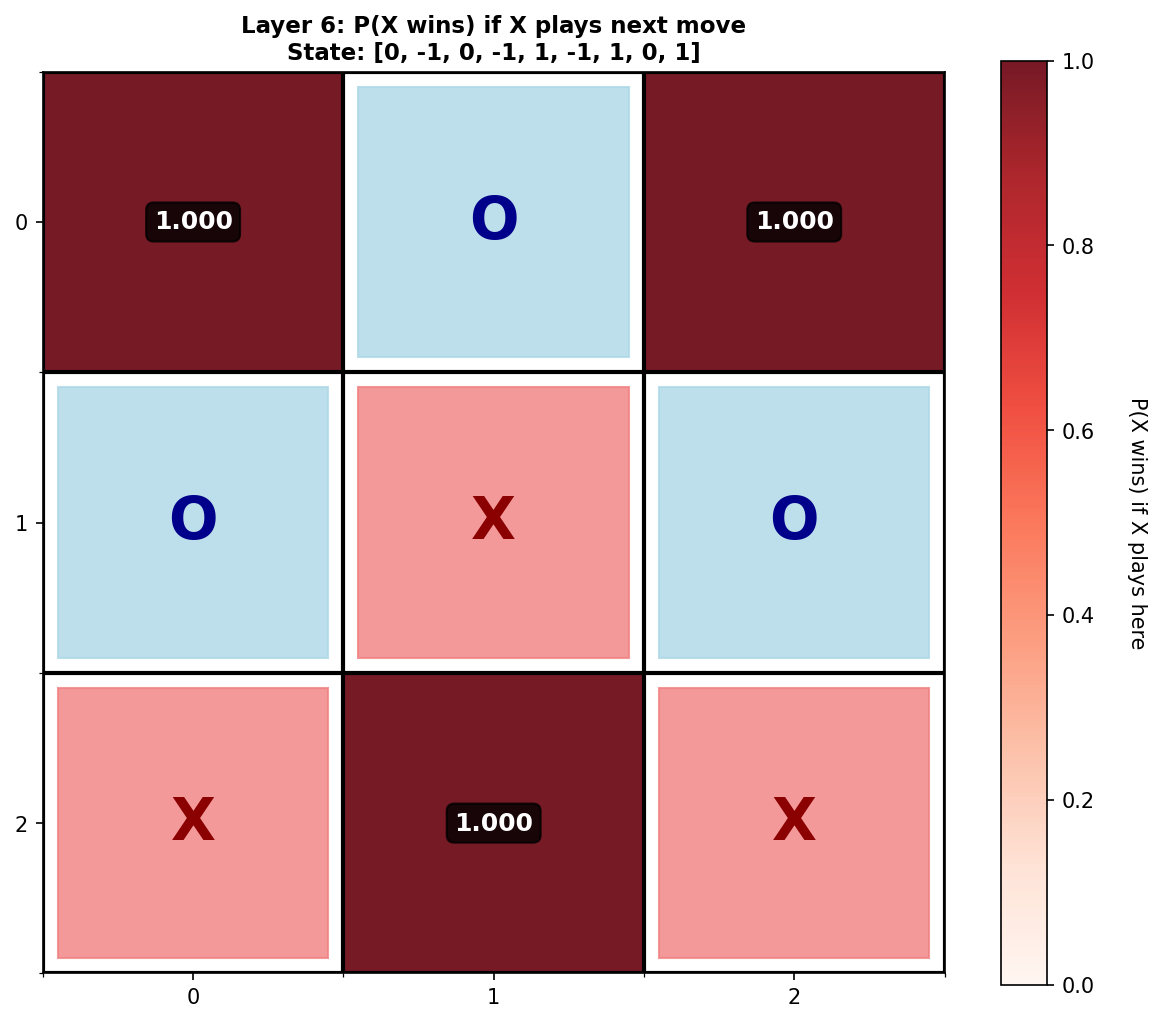 Layer 6: P(X wins) if X plays next move
State: [0, -1, 0, -1, 1, -1, 1, 0, 1]
0
1.000
O
1.000
1
O
X
O
2
X
1.000
X
0
1
2
1.0
0.8
0.6
0.4
0.2
0.0
P(X wins) if X plays here